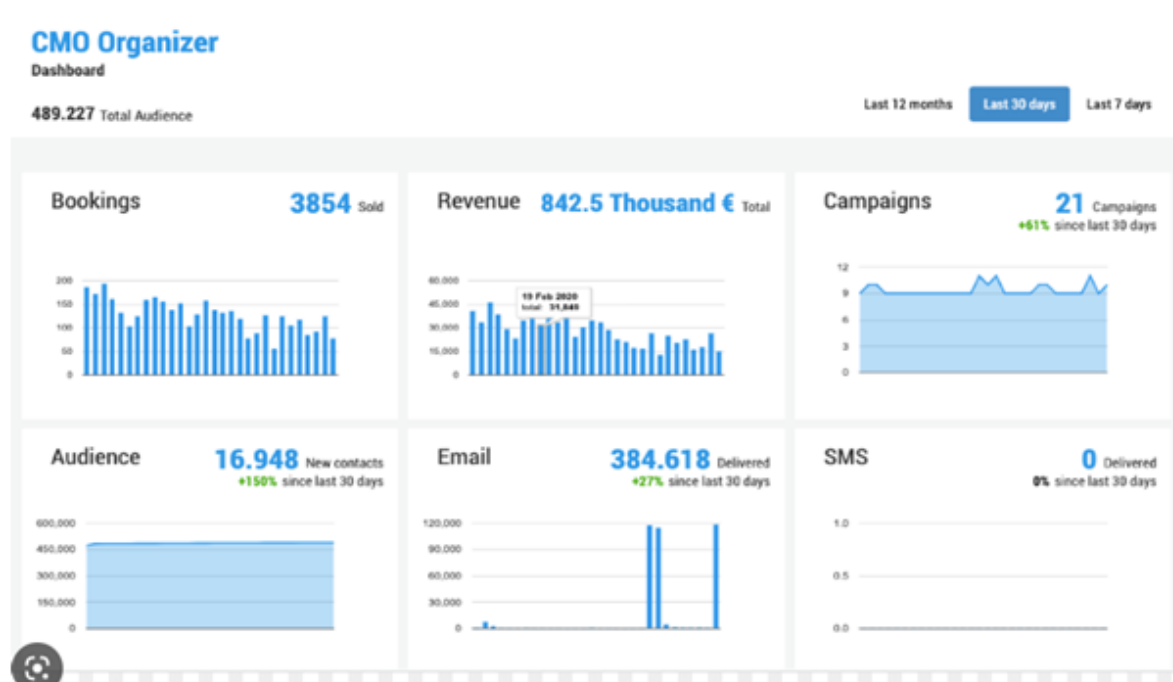 CMO Organizer
Dashboard
489.227 Total Audience
Last 12 months
Last 30 days
Last 7 days
Bookings
3854 Sold
200
150
100
50
0
Revenue
842.5 Thousand € Total
60,000
45,000
30,000
15,000
0
19 Feb 2020
total: 31,849
Campaigns
21 Campaigns
+61% since last 30 days
12
9
6
3
0
Audience
16.948 New contacts
+150% since last 30 days
600,000
450,000
300,000
150,000
0
Email
384.618 Delivered
+27% since last 30 days
120,000
90,000
60,000
30,000
0
SMS
0 Delivered
0% since last 30 days
1.0
0.5
0.0